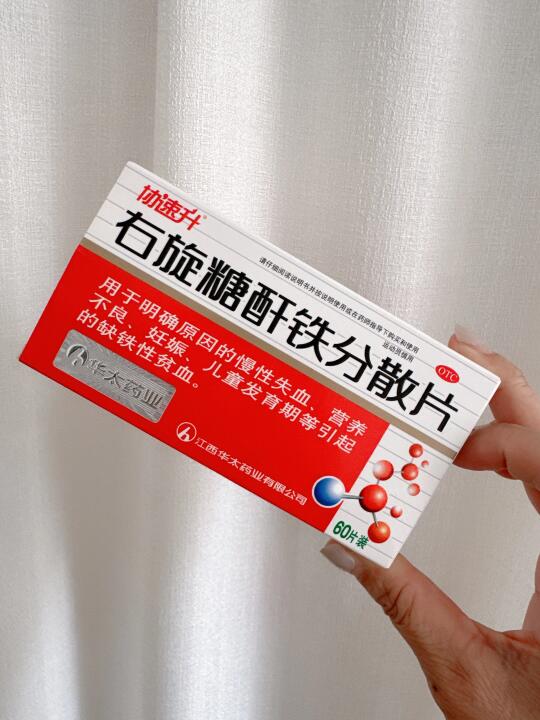 协速升®
右旋糖酐铁分散片
请仔细阅读说明书并按说明使用或在药师指导下购买和使用
运动员慎用
OTC
用于明确原因的慢性失血、营养
不良、妊娠、儿童发育期等引起
的缺铁性贫血。
华太药业
江西华太药业有限公司
60片装